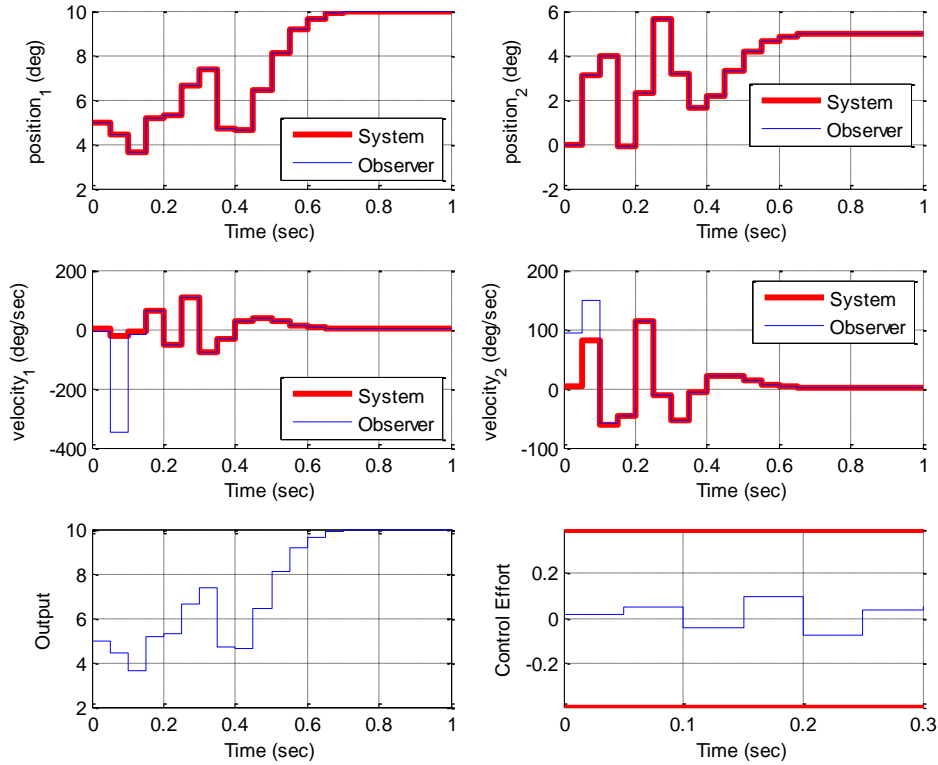 position_1 (deg)
10
8
6
4
2
System
Observer
0 0.2 0.4 0.6 0.8 1
Time (sec)
position_2 (deg)
6
4
2
0
-2
System
Observer
0 0.2 0.4 0.6 0.8 1
Time (sec)
velocity_1 (deg/sec)
200
0
-200
-400
System
Observer
0 0.2 0.4 0.6 0.8 1
Time (sec)
velocity_2 (deg/sec)
200
100
0
-100
System
Observer
0 0.2 0.4 0.6 0.8 1
Time (sec)
Output
10
8
6
4
2
0 0.2 0.4 0.6 0.8 1
Time (sec)
Control Effort
0.2
0
-0.2
0 0.1 0.2 0.3
Time (sec)